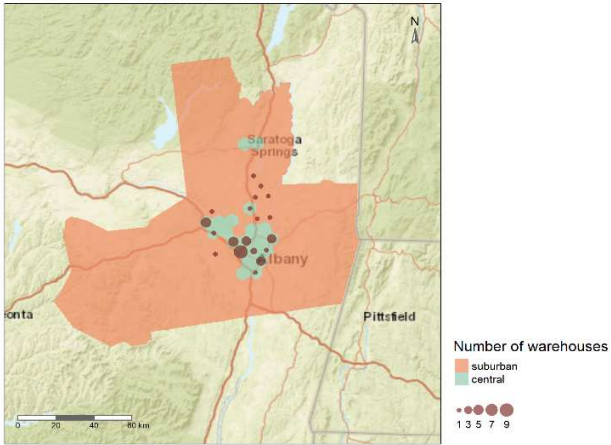 N
Saratoga
Springs
Albany
onta
Pittsfield
0 20 40 60 km
Number of warehouses
suburban
central
1 3 5 7 9